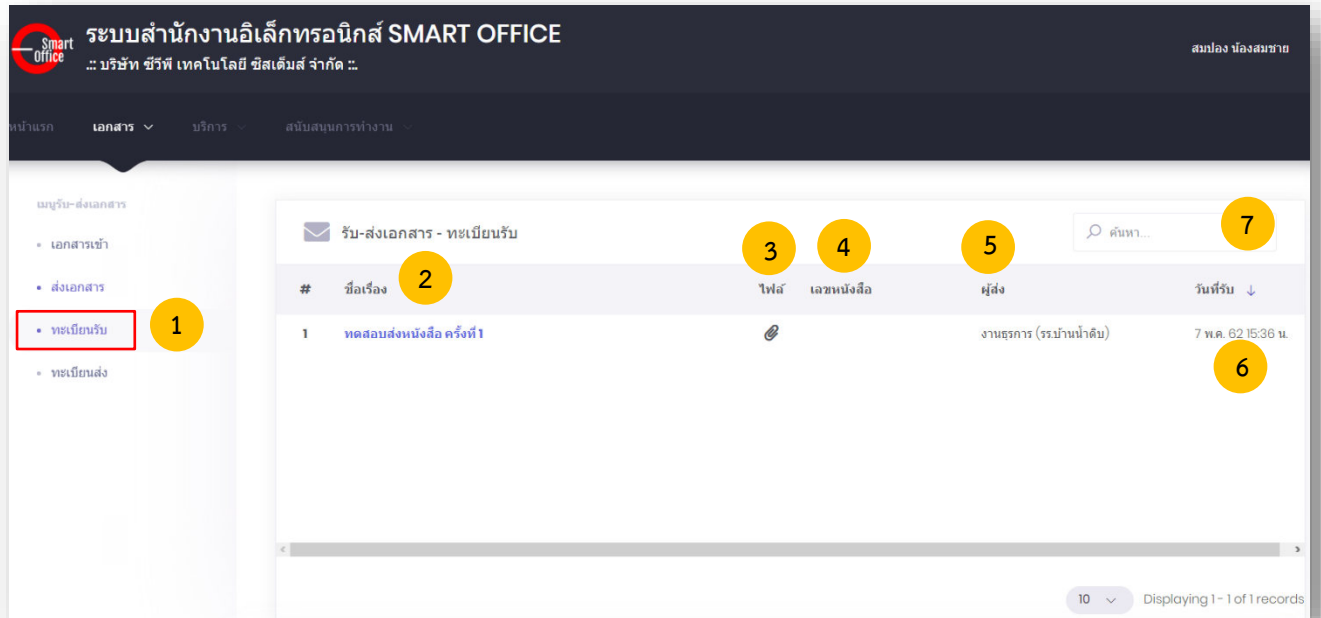 Smart
Office
ระบบสำนักงานอิเล็กทรอนิกส์ SMART OFFICE
.:: บริษัท ซีวีพี เทคโนโลยี ซิสเต็มส์ จำกัด ::.
สมปอง น้องสมชาย
หน้าแรก เอกสาร บริการ สนับสนุนการทำงาน
เมนูรับ-ส่งเอกสาร
เอกสารเข้า
ส่งเอกสาร
ทะเบียนรับ 1
ทะเบียนส่ง
รับ-ส่งเอกสาร - ทะเบียนรับ
ค้นหา... 7
2 3 4 5
# ชื่อเรื่อง ไฟล์ เลขหนังสือ ผู้ส่ง วันที่รับ ↓
1 ทดสอบส่งหนังสือ ครั้งที่ 1 งานธุรการ (รร.บ้านน้ำดิบ) 7 พ.ค. 62 15:36 น.
6
10 Displaying 1 - 1 of 1 records